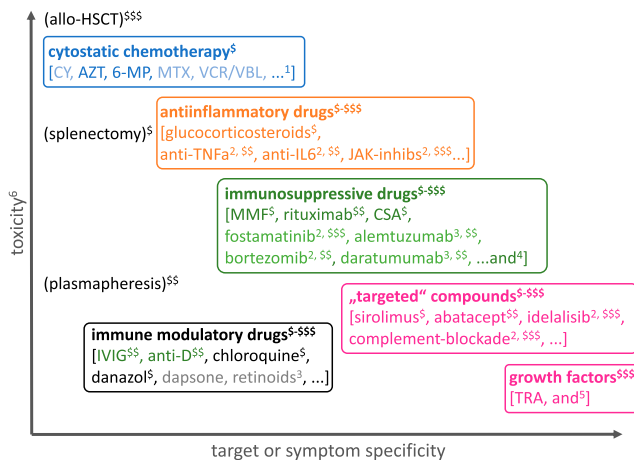 (allo-HSCT)$$$
cytostatic chemotherapy$
[CY, AZT, 6-MP, MTX, VCR/VBL, ...1]
antiinflammatory drugs$-$$$
[glucocorticosteroids$,
anti-TNFa2, $$, anti-IL62, $$, JAK-inhibs2, $$$...]
(splenectomy)$
immunosuppressive drugs$-$$$
[MMF$, rituximab$$, CSA$,
fostamatinib2, $$$, alemtuzumab3, $$,
bortezomib2, $$, daratumumab3, $$, ...and4]
(plasmapheresis)$$
„targeted“ compounds$-$$$
[sirolimus$, abatacept$$, idelalisib2, $$$,
complement-blockade2, $$$, ...]
immune modulatory drugs$-$$$
[IVIG$$, anti-D$$, chloroquine$,
danazol$, dapsone, retinoids3, ...]
growth factors$$$
[TRA, and5]
toxicity6
target or symptom specificity